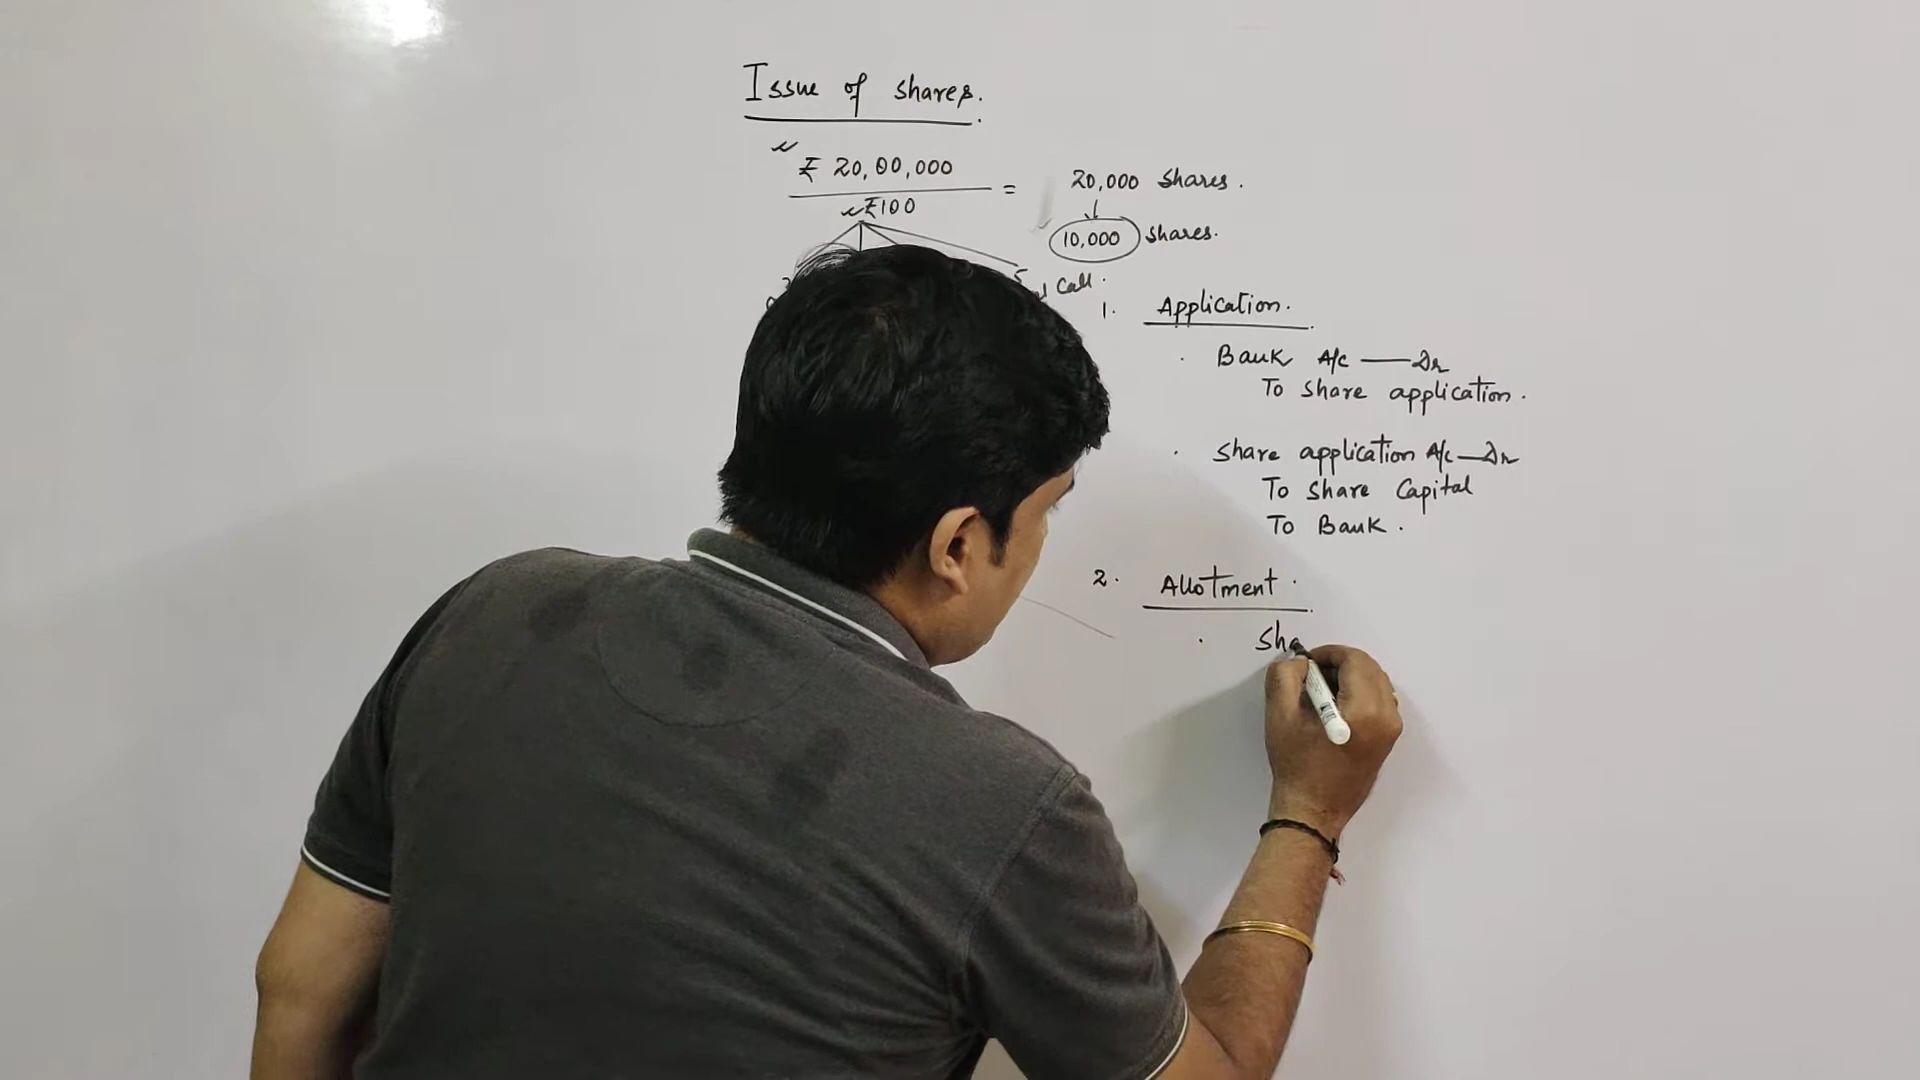 Issue of shares.
₹ 20,00,000
₹100
=
20,000 shares.
10,000 shares.
5
Call.
1. Application.
. Bank A/c — Dr
To share application.
. share application A/c — Dr
To share Capital
To Bank.
2. Allotment.
. Sha